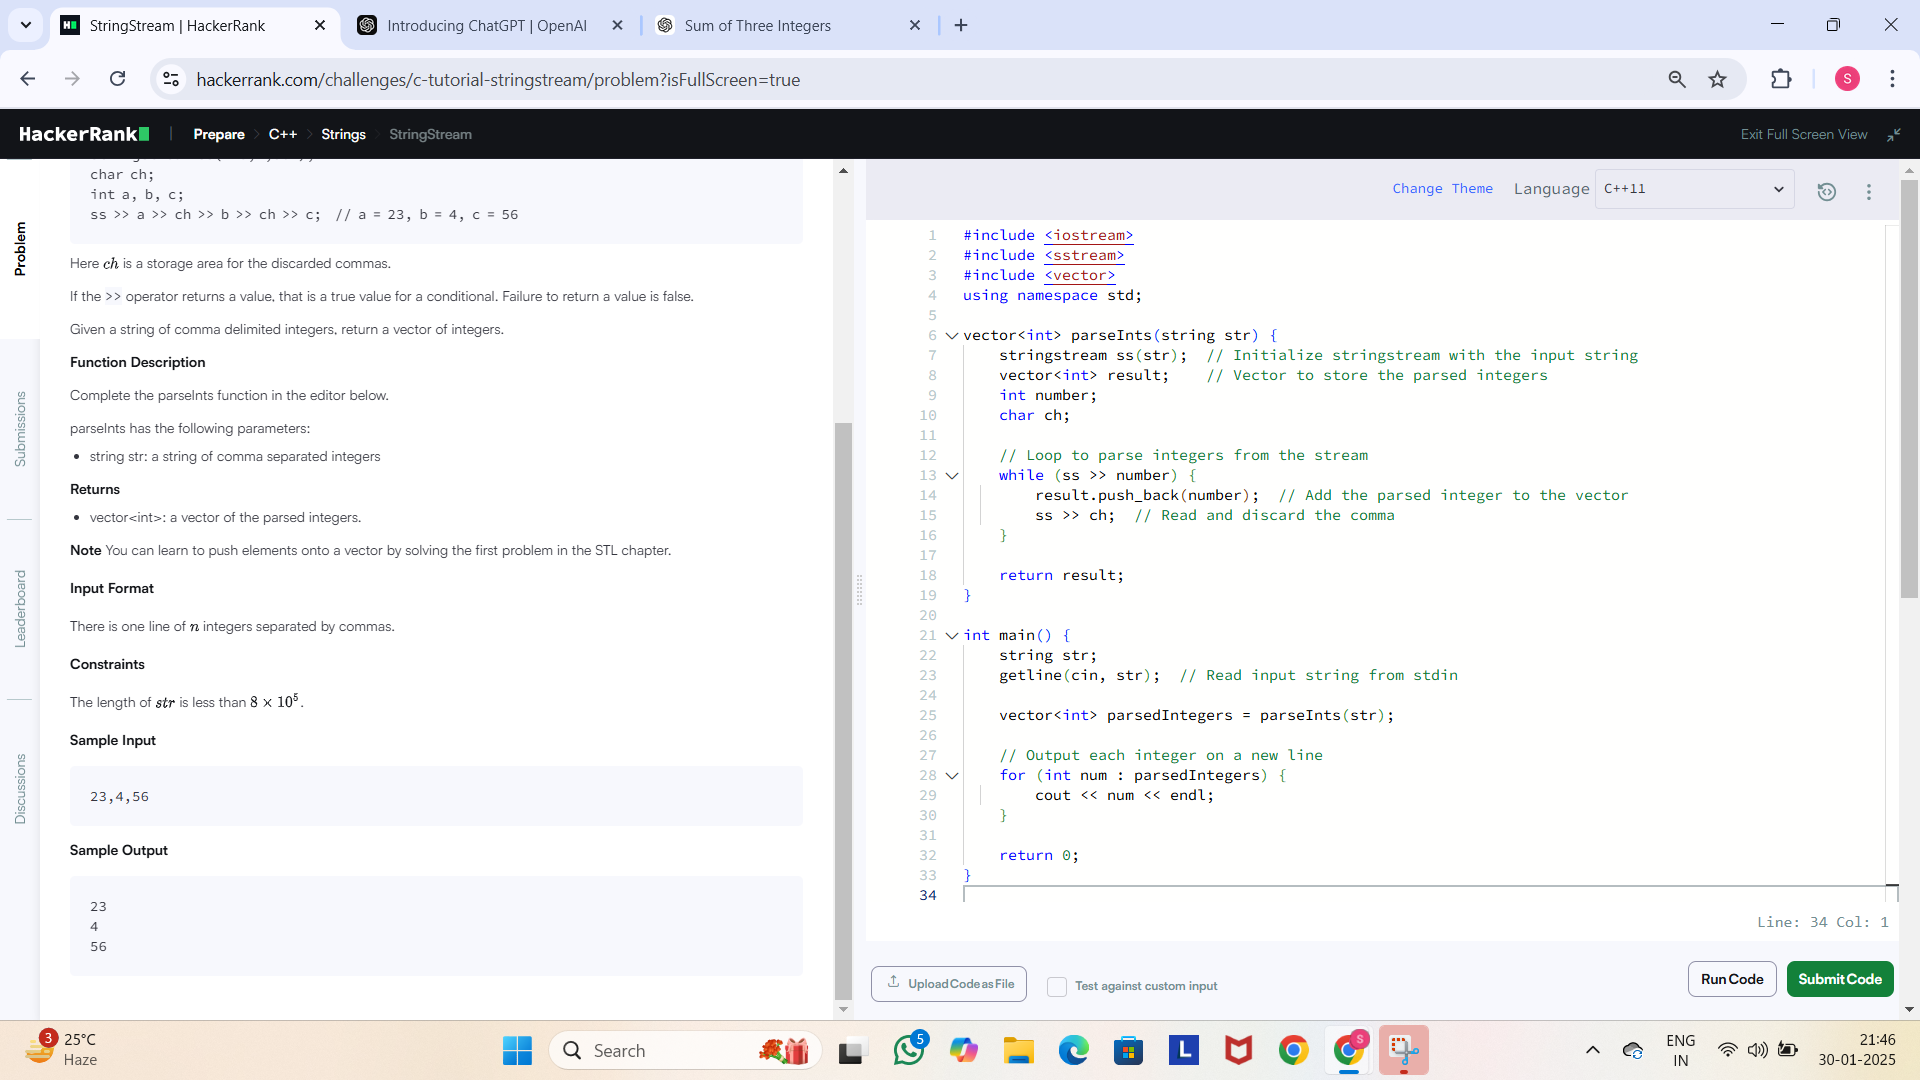 StringStream | HackerRank
Introducing ChatGPT | OpenAI
Sum of Three Integers
hackerrank.com/challenges/c-tutorial-stringstream/problem?isFullScreen=true
S
HackerRank
Prepare
C++
Strings
StringStream
Exit Full Screen View
Problem
Submissions
Leaderboard
Discussions
char ch;
int a, b, c;
ss >> a >> ch >> b >> ch >> c;  // a = 23, b = 4, c = 56
Here ch is a storage area for the discarded commas.
If the >> operator returns a value, that is a true value for a conditional. Failure to return a value is false.
Given a string of comma delimited integers, return a vector of integers.
Function Description
Complete the parseInts function in the editor below.
parseInts has the following parameters:
• string str: a string of comma separated integers
Returns
• vector<int>: a vector of the parsed integers.
Note You can learn to push elements onto a vector by solving the first problem in the STL chapter.
Input Format
There is one line of n integers separated by commas.
Constraints
The length of str is less than 8 × 10⁵.
Sample Input
23,4,56
Sample Output
23
4
56
Change Theme Language C++11
1 #include <iostream>
2 #include <sstream>
3 #include <vector>
4 using namespace std;
5
6 vector<int> parseInts(string str) {
7     stringstream ss(str);  // Initialize stringstream with the input string
8     vector<int> result;    // Vector to store the parsed integers
9     int number;
10     char ch;
11
12     // Loop to parse integers from the stream
13     while (ss >> number) {
14         result.push_back(number);  // Add the parsed integer to the vector
15         ss >> ch;  // Read and discard the comma
16     }
17
18     return result;
19 }
20
21 int main() {
22     string str;
23     getline(cin, str);  // Read input string from stdin
24
25     vector<int> parsedIntegers = parseInts(str);
26
27     // Output each integer on a new line
28     for (int num : parsedIntegers) {
29         cout << num << endl;
30     }
31
32     return 0;
33 }
34
Line: 34 Col: 1
Upload Code as File
Test against custom input
Run Code
Submit Code
3
25°C
Haze
Search
5
L
S
ENG
IN
21:46
30-01-2025